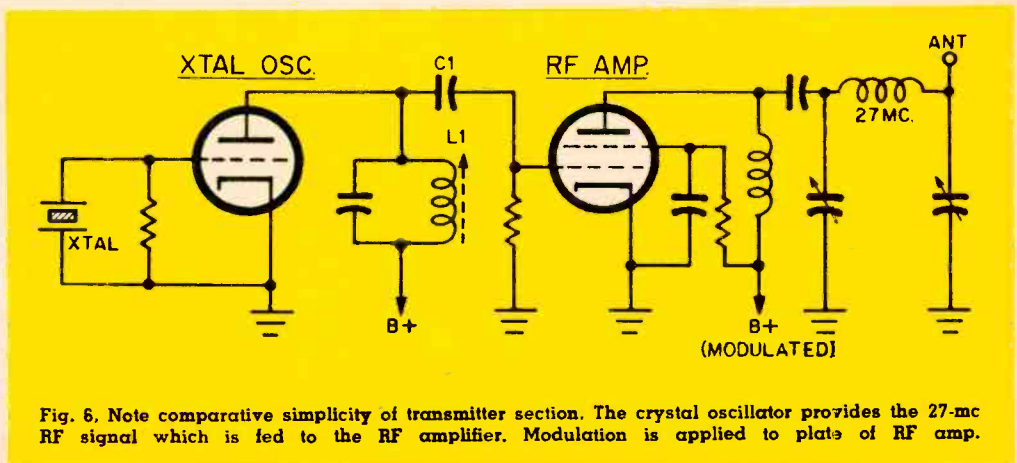 XTAL OSC.
C1
RF AMP.
ANT
L1
27 MC.
XTAL
B+
B+
(MODULATED)
Fig. 6, Note comparative simplicity of transmitter section. The crystal oscillator provides the 27-mc
RF signal which is fed to the RF amplifier. Modulation is applied to plate of RF amp.